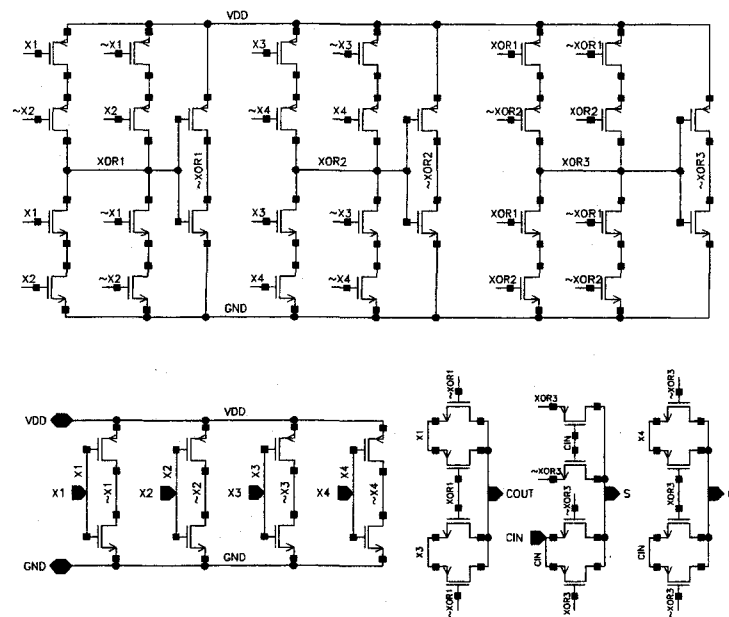 VDD
X1 ~X1 X3 ~X3 XOR1 ~XOR1
~X2 X2 ~X4 X4 ~XOR2 XOR2
XOR1 ~XOR1 XOR2 ~XOR2 XOR3 ~XOR3
X1 ~X1 X3 ~X3 XOR1 ~XOR1
X2 ~X2 X4 ~X4 XOR2 ~XOR2
GND
VDD VDD
X1 X1 ~X1 X2 X2 ~X2 X3 X3 ~X3 X4 X4 ~X4
GND GND
~XOR1
X1
XOR1
COUT
X3
~XOR1
XOR3
CIN
~XOR3
~XOR3
S
CIN
CIN
XOR3
~XOR3
X4
XOR3
CIN
~XOR3